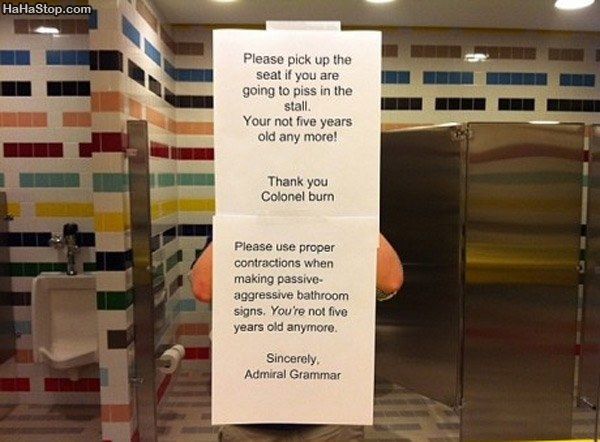 HaHaStop.com
Please pick up the
seat if you are
going to piss in the
stall.
Your not five years
old any more!
Thank you
Colonel burn
Please use proper
contractions when
making passive-
aggressive bathroom
signs. You're not five
years old anymore.
Sincerely,
Admiral Grammar